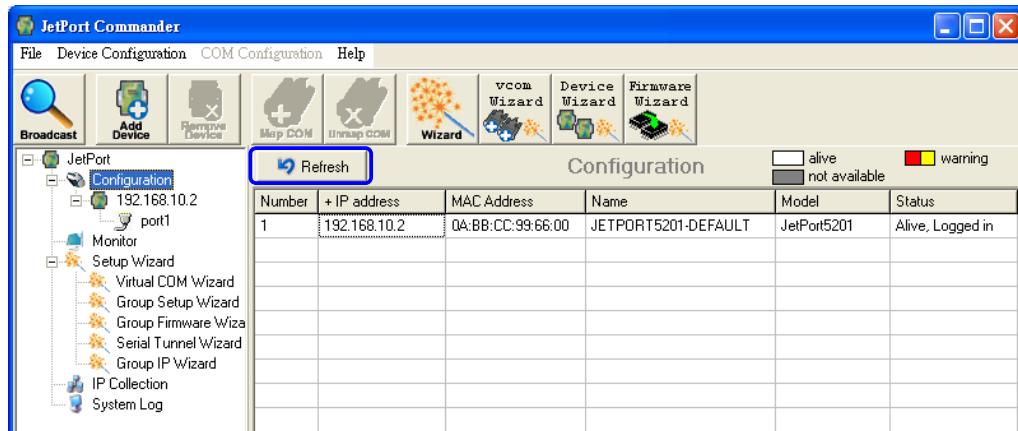 JetPort Commander
File Device Configuration COM Configuration Help
Broadcast
Add Device
Remove Device
Map COM
Unmap COM
Wizard
vcom Wizard
Device Wizard
Firmware Wizard
JetPort
Configuration
192.168.10.2
port1
Monitor
Setup Wizard
Virtual COM Wizard
Group Setup Wizard
Group Firmware Wiza
Serial Tunnel Wizard
Group IP Wizard
IP Collection
System Log
Refresh
Configuration
alive
warning
not available
Number + IP address MAC Address Name Model Status
1 192.168.10.2 0A:BB:CC:99:66:00 JETPORT5201-DEFAULT JetPort5201 Alive, Logged in